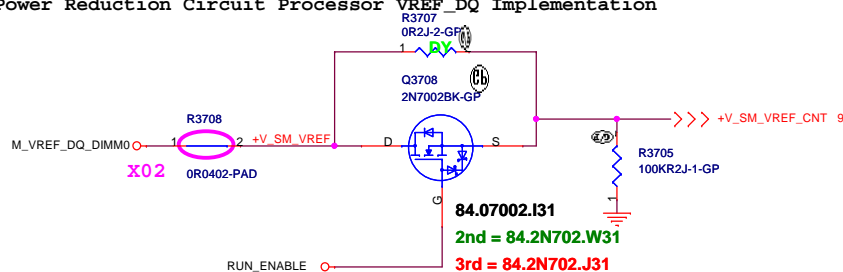 Power Reduction Circuit Processor VREF_DQ Implementation
R3707
0R2J-2-GP
1
DY
Q3708
2N7002BK-GP
R3708
M_VREF_DQ_DIMM0
1
2
+V_SM_VREF
D
S
+V_SM_VREF_CNT 9
X02
0R0402-PAD
R3705
100KR2J-1-GP
1
G
84.07002.I31
2nd = 84.2N702.W31
RUN_ENABLE
3rd = 84.2N702.J31